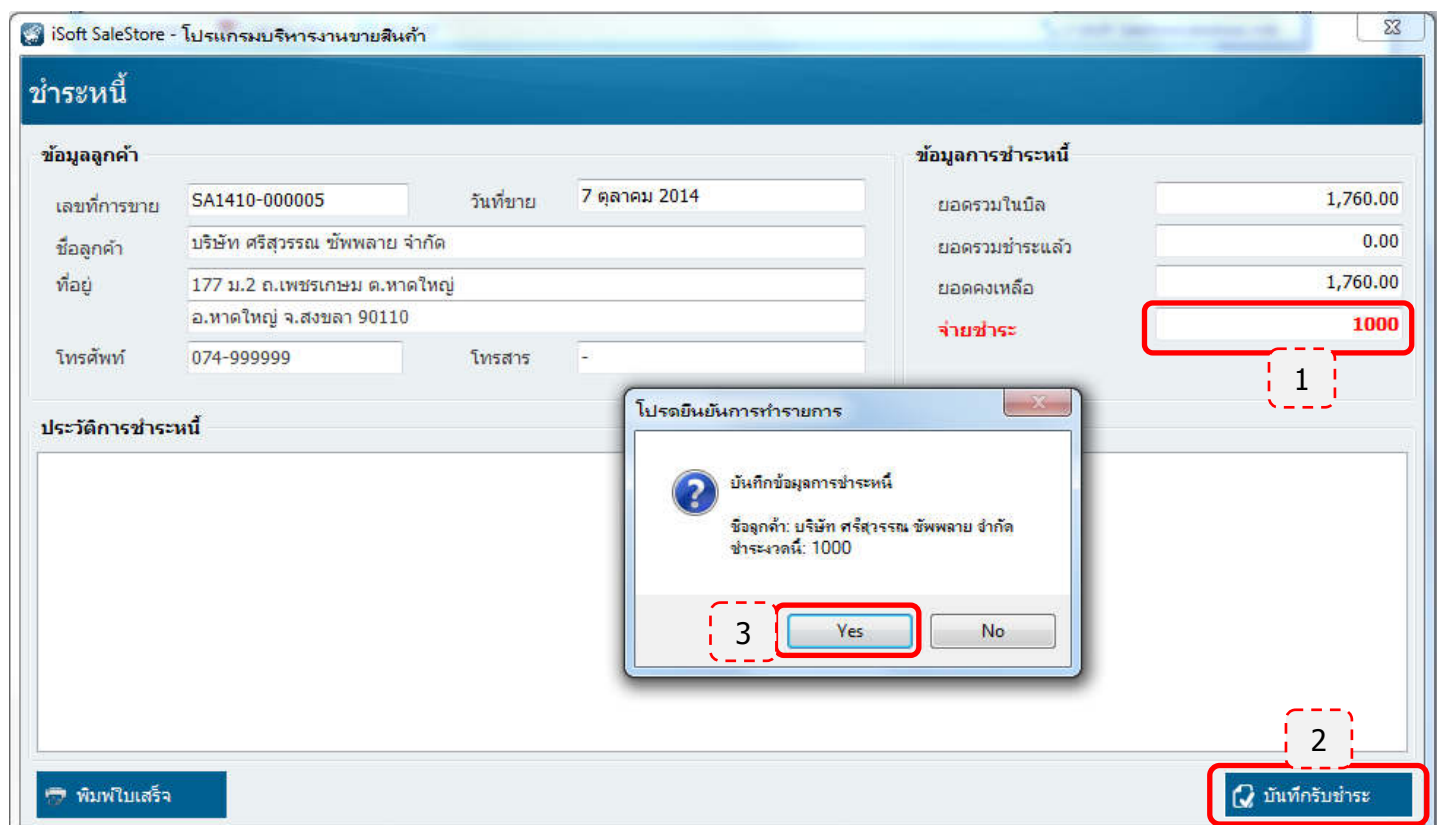 iSoft SaleStore - โปรแกรมบริหารงานขายสินค้า
ชำระหนี้
ข้อมูลลูกค้า
เลขที่การขาย SA1410-000005 วันที่ขาย 7 ตุลาคม 2014
ชื่อลูกค้า บริษัท ศรีสุวรรณ ซัพพลาย จำกัด
ที่อยู่ 177 ม.2 ถ.เพชรเกษม ต.หาดใหญ่
อ.หาดใหญ่ จ.สงขลา 90110
โทรศัพท์ 074-999999 โทรสาร -
ข้อมูลการชำระหนี้
ยอดรวมในบิล 1,760.00
ยอดรวมชำระแล้ว 0.00
ยอดคงเหลือ 1,760.00
จ่ายชำระ 1000
1
ประวัติการชำระหนี้
โปรดยืนยันการทำรายการ
บันทึกข้อมูลการชำระหนี้
ชื่อลูกค้า: บริษัท ศรีสุวรรณ ซัพพลาย จำกัด
ชำระงวดนี้: 1000
3 Yes No
2
พิมพ์ใบเสร็จ บันทึกรับชำระ